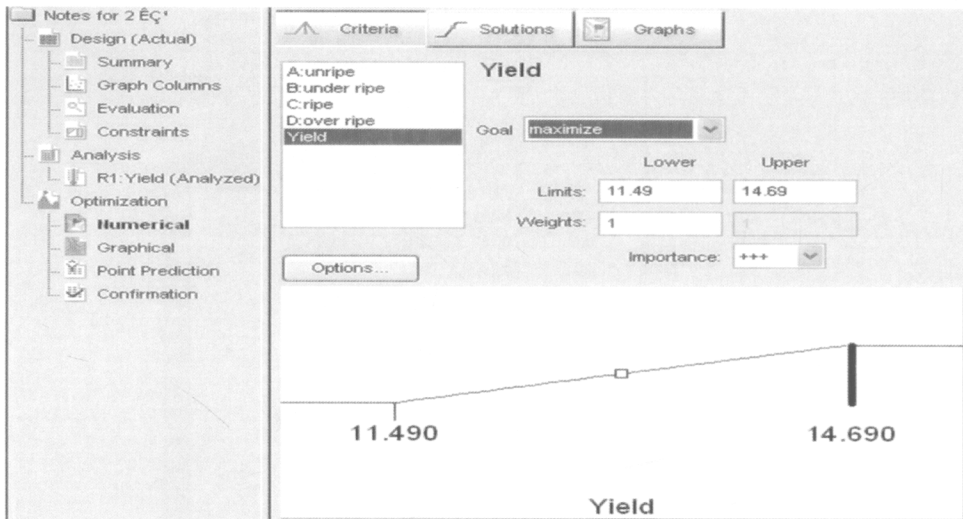 Notes for 2 ÊÇ'
Design (Actual)
Summary
Graph Columns
Evaluation
Constraints
Analysis
R1:Yield (Analyzed)
Optimization
Numerical
Graphical
Point Prediction
Confirmation
Criteria
Solutions
Graphs
A:unripe
B:under ripe
C:ripe
D:over ripe
Yield
Yield
Goal maximize
Lower Upper
Limits: 11.49 14.69
Weights: 1 1
Importance: +++
Options...
11.490 14.690
Yield